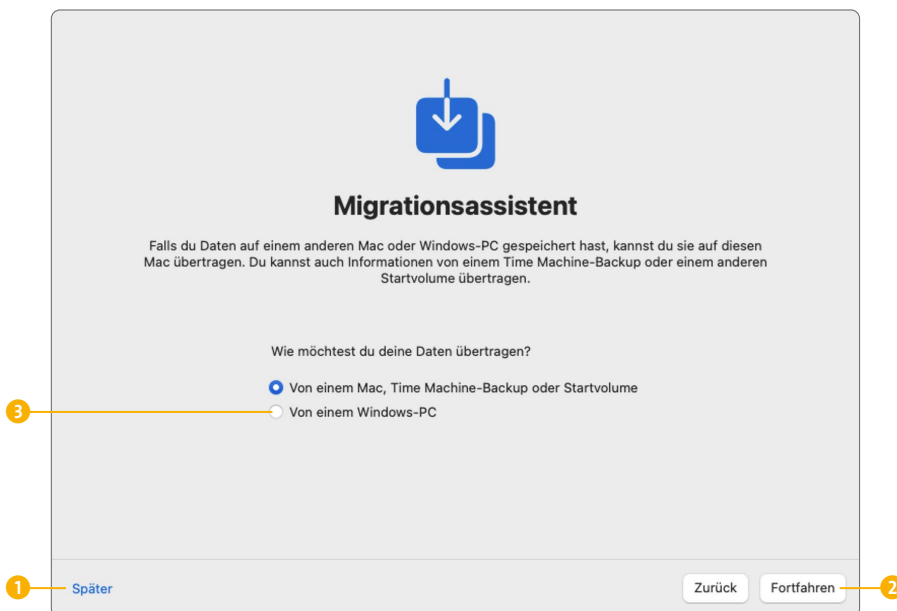 Migrationsassistent
Falls du Daten auf einem anderen Mac oder Windows-PC gespeichert hast, kannst du sie auf diesen
Mac übertragen. Du kannst auch Informationen von einem Time Machine-Backup oder einem anderen
Startvolume übertragen.
Wie möchtest du deine Daten übertragen?
Von einem Mac, Time Machine-Backup oder Startvolume
3 Von einem Windows-PC
1 Später Zurück Fortfahren 2